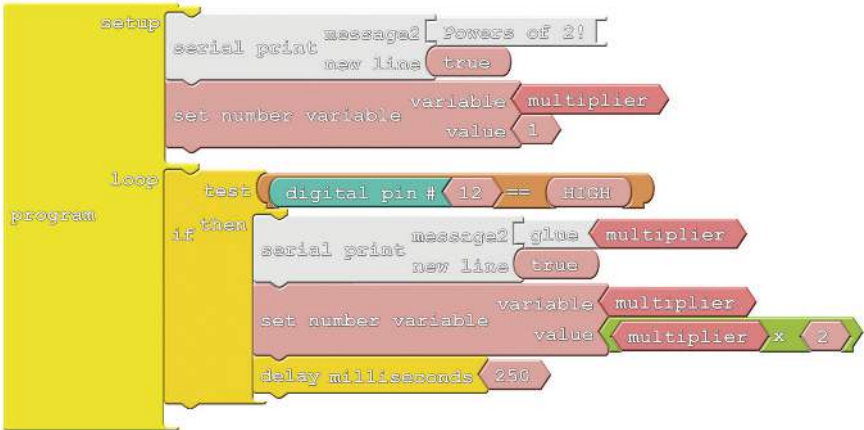 setup
serial print message2 Powers of 2!
new line true
set number variable variable multiplier
value 1
program
loop
if
test digital pin # 12 == HIGH
then
serial print message2 glue multiplier
new line true
set number variable variable multiplier
value multiplier x 2
delay milliseconds 250